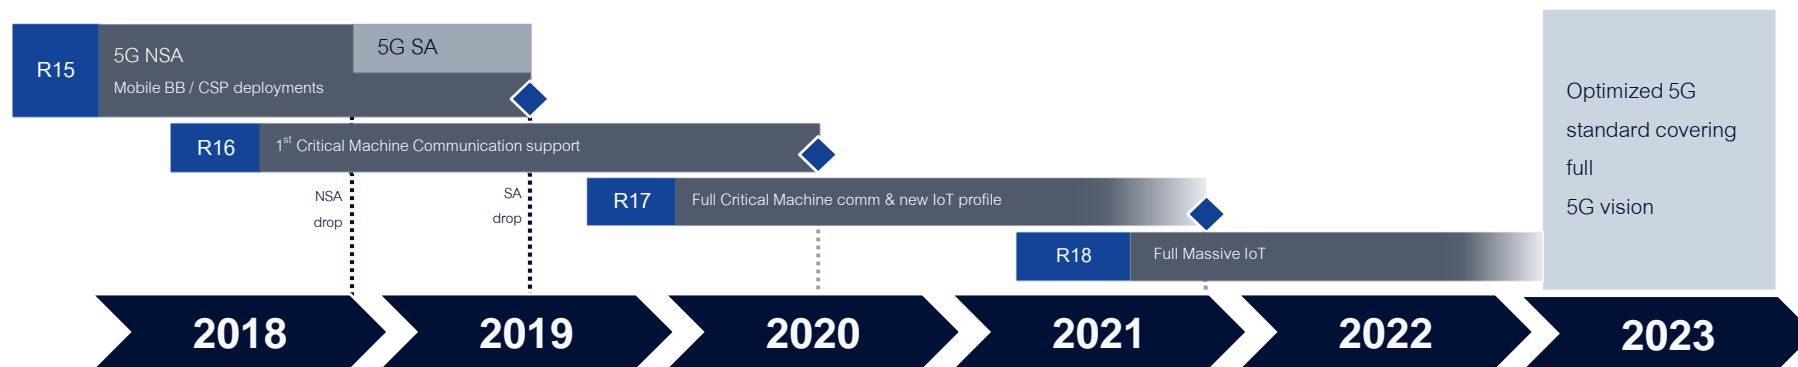 R15
5G NSA
5G SA
Mobile BB / CSP deployments
R16
1st Critical Machine Communication support
NSA
drop
SA
drop
R17
Full Critical Machine comm & new IoT profile
R18
Full Massive IoT
Optimized 5G
standard covering
full
5G vision
2018
2019
2020
2021
2022
2023